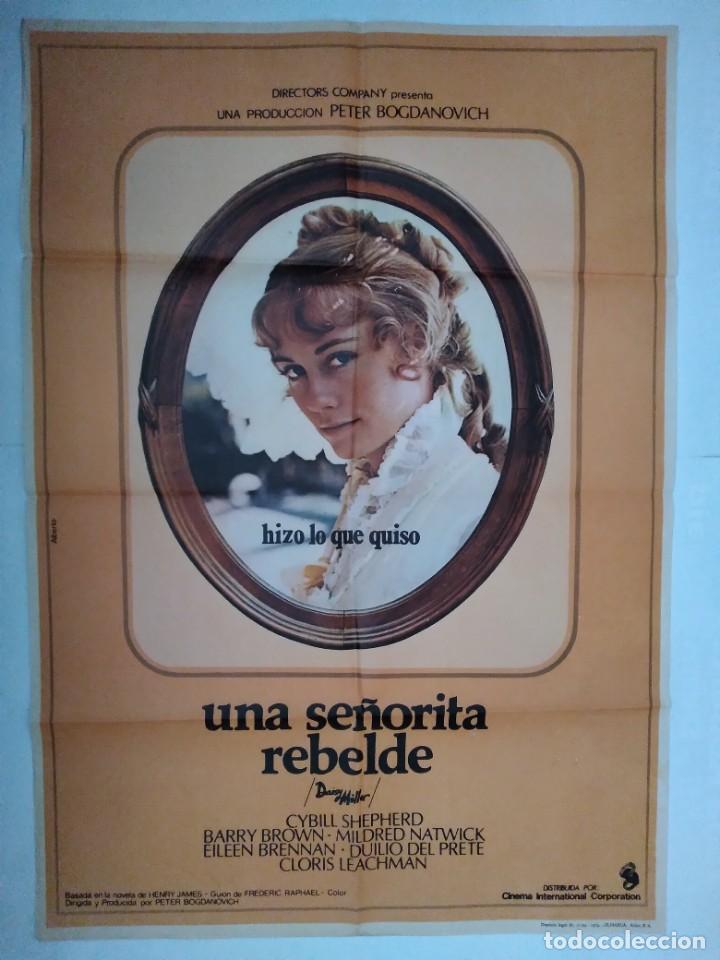 DIRECTORS COMPANY presenta
UNA PRODUCCION PETER BOGDANOVICH
hizo lo que quiso
Alberto
una señorita
rebelde
/Daisy Miller/
CYBILL SHEPHERD
BARRY BROWN · MILDRED NATWICK
EILEEN BRENNAN · DUILIO DEL PRETE
CLORIS LEACHMAN
Basada en la novela de HENRY JAMES - Guion de FREDERIC RAPHAEL - Color
Dirigida y Producida por PETER BOGDANOVICH
DISTRIBUIDA POR:
Cinema International Corporation
todocoleccion